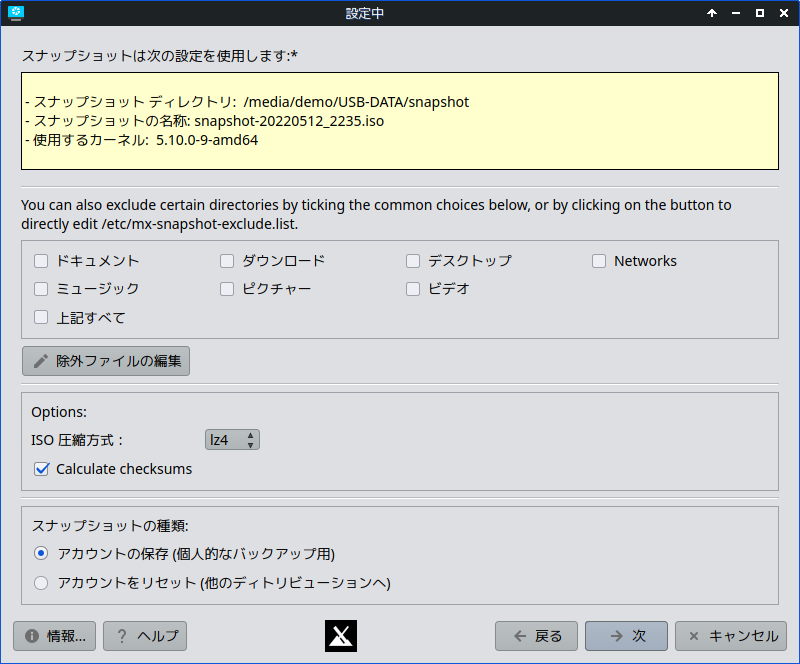 設定中
スナップショットは次の設定を使用します:*
- スナップショット ディレクトリ: /media/demo/USB-DATA/snapshot
- スナップショットの名称: snapshot-20220512_2235.iso
- 使用するカーネル: 5.10.0-9-amd64
You can also exclude certain directories by ticking the common choices below, or by clicking on the button to
directly edit /etc/mx-snapshot-exclude.list.
ドキュメント ダウンロード デスクトップ Networks
ミュージック ピクチャー ビデオ
上記すべて
除外ファイルの編集
Options:
ISO 圧縮方式 : lz4
Calculate checksums
スナップショットの種類:
アカウントの保存 (個人的なバックアップ用)
アカウントをリセット (他のディトリビューションへ)
情報... ? ヘルプ 戻る 次 キャンセル